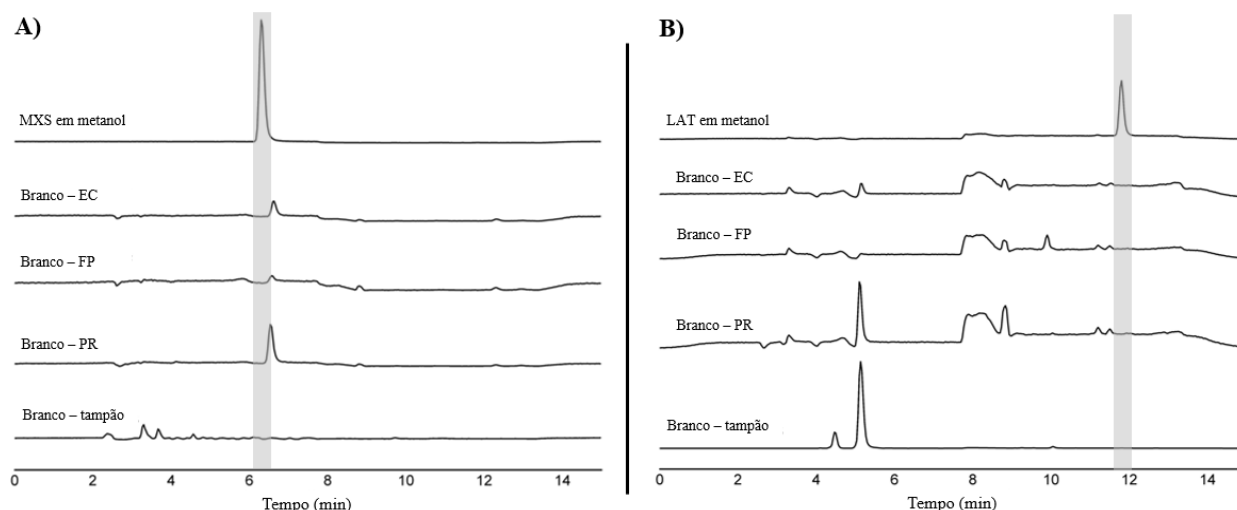 A)
MXS em metanol
Branco – EC
Branco – FP
Branco – PR
Branco – tampão
0 2 4 6 8 10 12 14
Tempo (min)
B)
LAT em metanol
Branco – EC
Branco – FP
Branco – PR
Branco – tampão
0 2 4 6 8 10 12 14
Tempo (min)